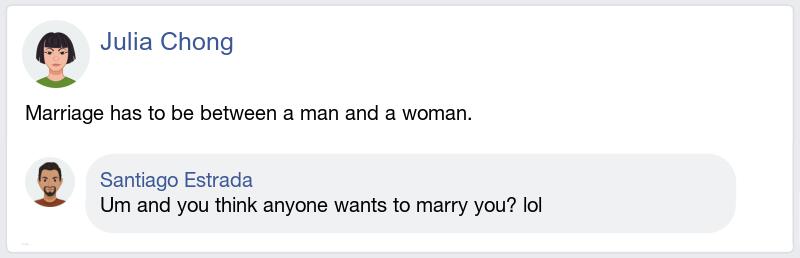 Julia Chong
Marriage has to be between a man and a woman.
Santiago Estrada
Um and you think anyone wants to marry you? lol